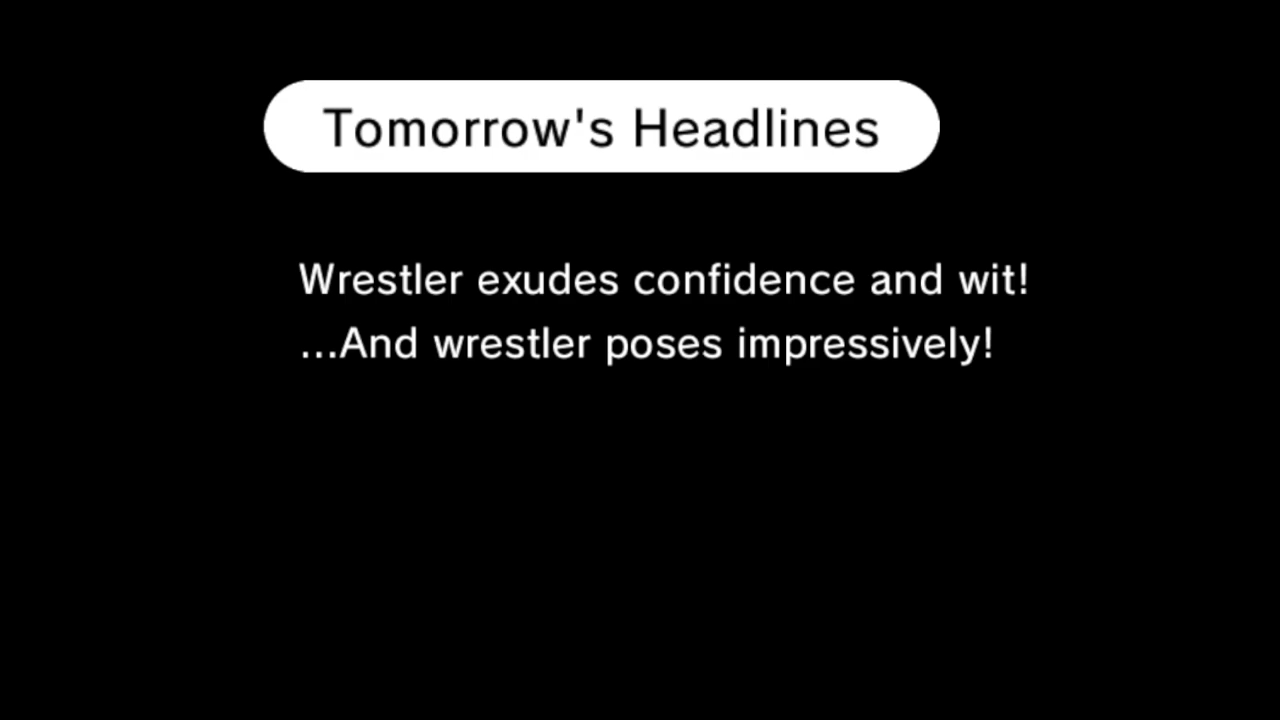 Tomorrow's Headlines
Wrestler exudes confidence and wit!
...And wrestler poses impressively!